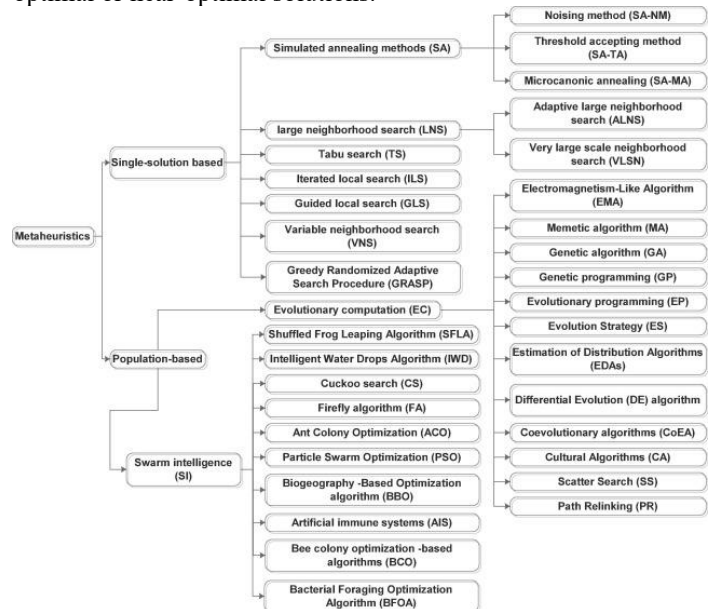 optimal or near-optimal solutions.
Noising method (SA-NM)
Simulated annealing methods (SA)
Threshold accepting method
(SA-TA)
Microcanonic annealing (SA-MA)
large neighborhood search (LNS)
Adaptive large neighborhood
search (ALNS)
Very large scale neighborhood
search (VLSN)
Single-solution based
Tabu search (TS)
Iterated local search (ILS)
Guided local search (GLS)
Variable neighborhood search
(VNS)
Greedy Randomized Adaptive
Search Procedure (GRASP)
Metaheuristics
Population-based
Evolutionary computation (EC)
Electromagnetism-Like Algorithm
(EMA)
Memetic algorithm (MA)
Genetic algorithm (GA)
Genetic programming (GP)
Evolutionary programming (EP)
Evolution Strategy (ES)
Estimation of Distribution Algorithms
(EDAs)
Differential Evolution (DE) algorithm
Coevolutionary algorithms (CoEA)
Cultural Algorithms (CA)
Scatter Search (SS)
Path Relinking (PR)
Swarm intelligence
(SI)
Shuffled Frog Leaping Algorithm (SFLA)
Intelligent Water Drops Algorithm (IWD)
Cuckoo search (CS)
Firefly algorithm (FA)
Ant Colony Optimization (ACO)
Particle Swarm Optimization (PSO)
Biogeography -Based Optimization
algorithm (BBO)
Artificial immune systems (AIS)
Bee colony optimization -based
algorithms (BCO)
Bacterial Foraging Optimization
Algorithm (BFOA)